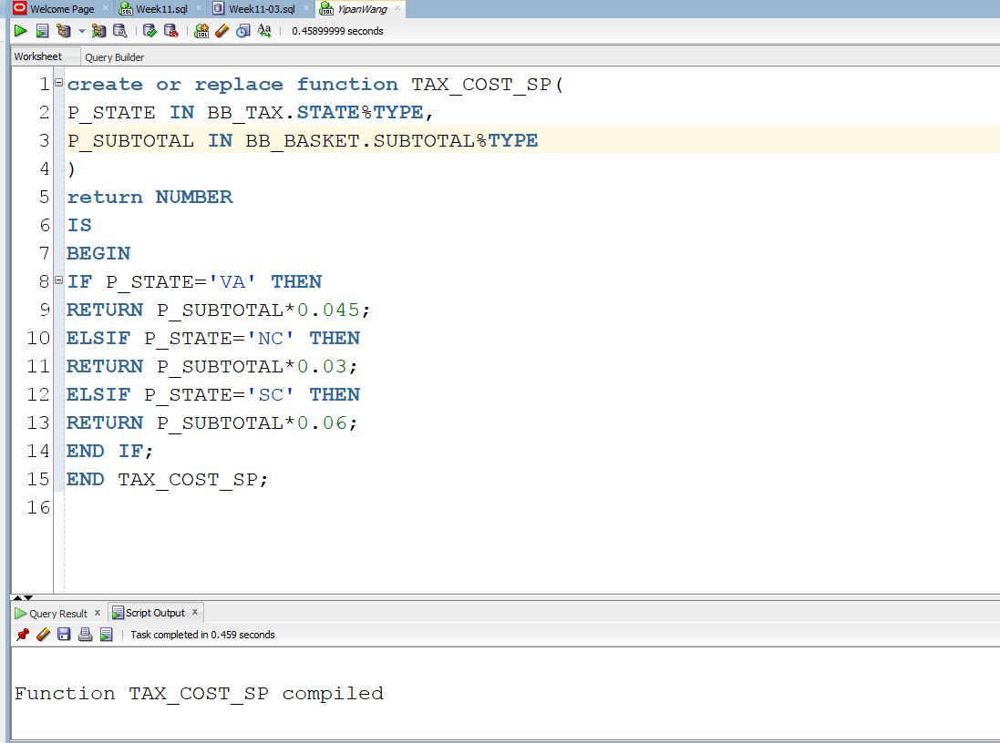 Welcome Page Week11.sql Week11-03.sql YipanWang
0.45899999 seconds
Worksheet Query Builder
1 create or replace function TAX_COST_SP(
2 P_STATE IN BB_TAX.STATE%TYPE,
3 P_SUBTOTAL IN BB_BASKET.SUBTOTAL%TYPE
4 )
5 return NUMBER
6 IS
7 BEGIN
8 IF P_STATE='VA' THEN
9 RETURN P_SUBTOTAL*0.045;
10 ELSIF P_STATE='NC' THEN
11 RETURN P_SUBTOTAL*0.03;
12 ELSIF P_STATE='SC' THEN
13 RETURN P_SUBTOTAL*0.06;
14 END IF;
15 END TAX_COST_SP;
16
Query Result x Script Output x
Task completed in 0.459 seconds
Function TAX_COST_SP compiled